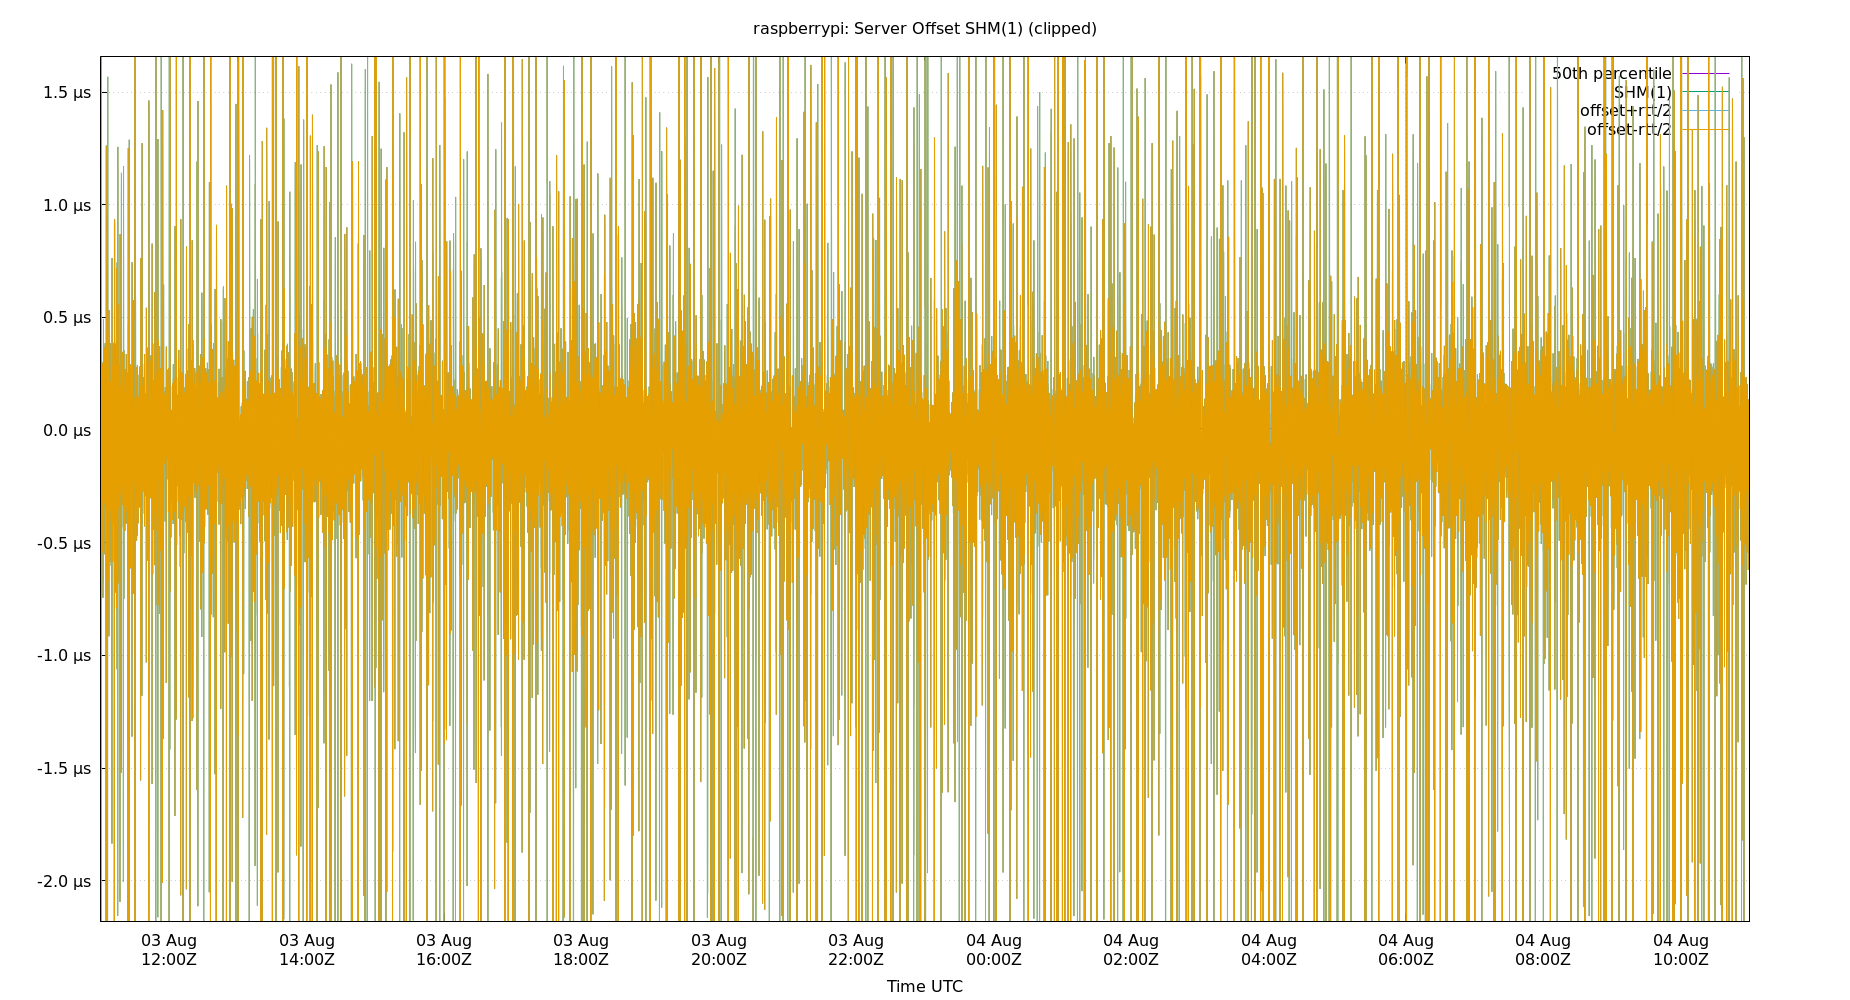 raspberrypi: Server Offset SHM(1) (clipped)
50th percentile
SHM(1)
offset+rtt/2
offset-rtt/2
1.5 µs
1.0 µs
0.5 µs
0.0 µs
-0.5 µs
-1.0 µs
-1.5 µs
-2.0 µs
03 Aug 03 Aug 03 Aug 03 Aug 03 Aug 03 Aug 04 Aug 04 Aug 04 Aug 04 Aug 04 Aug 04 Aug
12:00Z 14:00Z 16:00Z 18:00Z 20:00Z 22:00Z 00:00Z 02:00Z 04:00Z 06:00Z 08:00Z 10:00Z
Time UTC